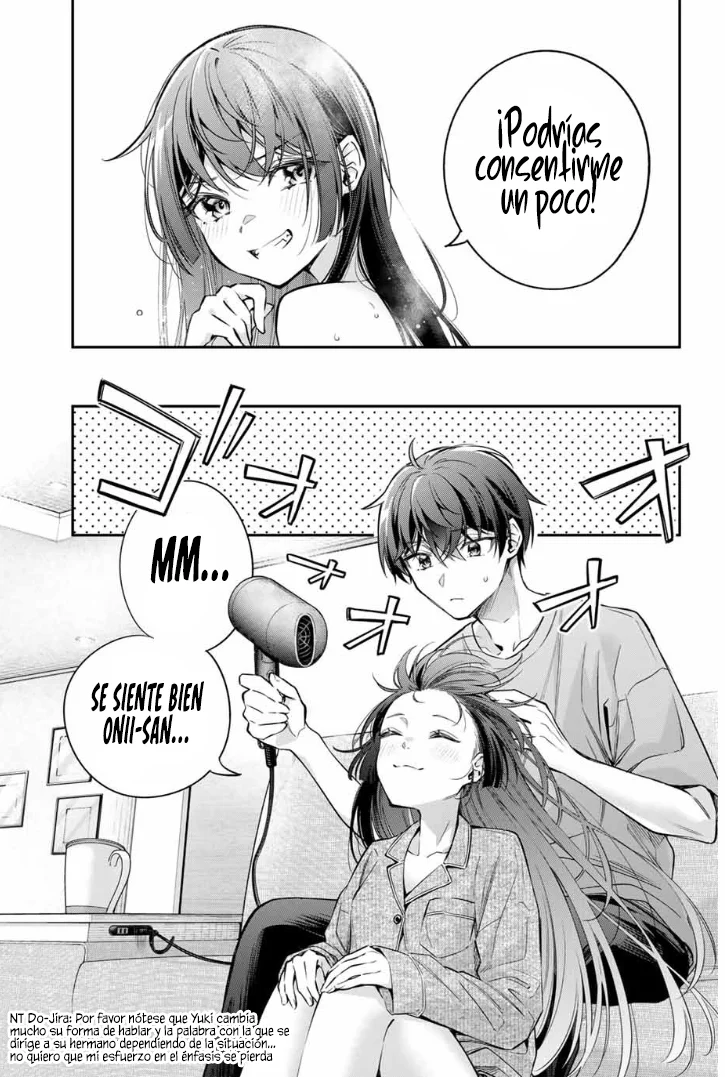 ¡Podrías
consentirme
un poco!
ゴオオオオオオ
MM...
SE SIENTE BIEN
ONII-SAN...
NT Do-Jira: Por favor nótese que Yuki cambia
mucho su forma de hablar y la palabra con la que se
dirige a su hermano dependiendo de la situación...
no quiero que mi esfuerzo en el énfasis se pierda